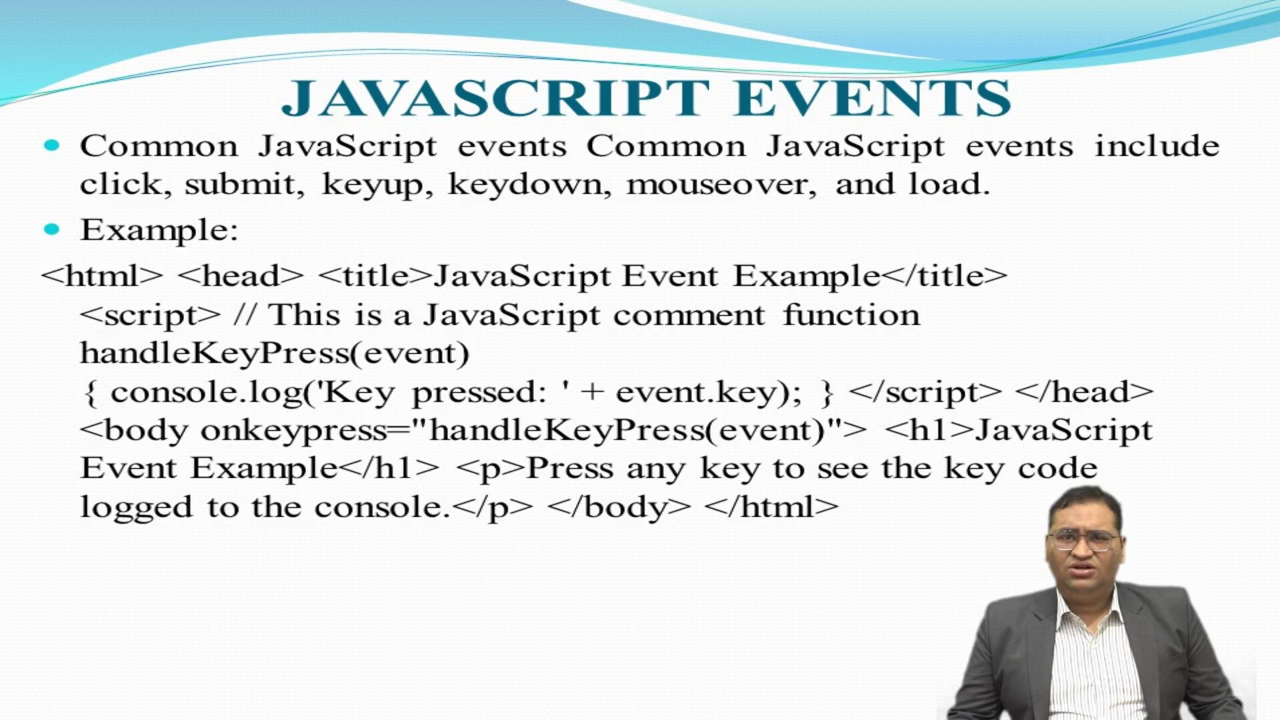 JAVASCRIPT EVENTS
Common JavaScript events Common JavaScript events include
click, submit, keyup, keydown, mouseover, and load.
Example:
<html> <head> <title>JavaScript Event Example</title>
<script> // This is a JavaScript comment function
handleKeyPress(event)
{ console.log('Key pressed: ' + event.key); } </script> </head>
<body onkeypress="handleKeyPress(event)"> <h1>JavaScript
Event Example</h1> <p>Press any key to see the key code
logged to the console.</p> </body> </html>